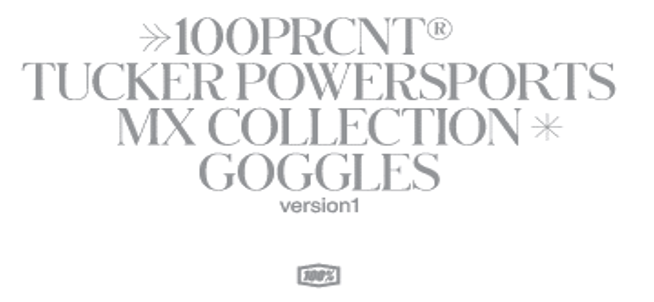 »100PRCNT®
TUCKER POWERSPORTS
MX COLLECTION ✳
GOGGLES
version1
100%